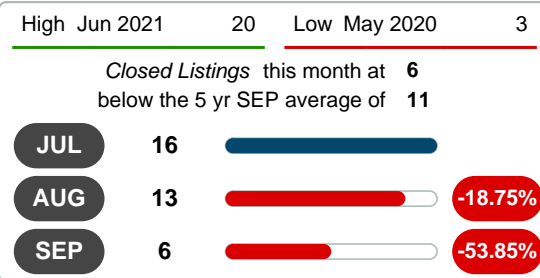 High Jun 2021 20 Low May 2020 3
Closed Listings this month at 6
below the 5 yr SEP average of 11
JUL 16
AUG 13 -18.75%
SEP 6 -53.85%